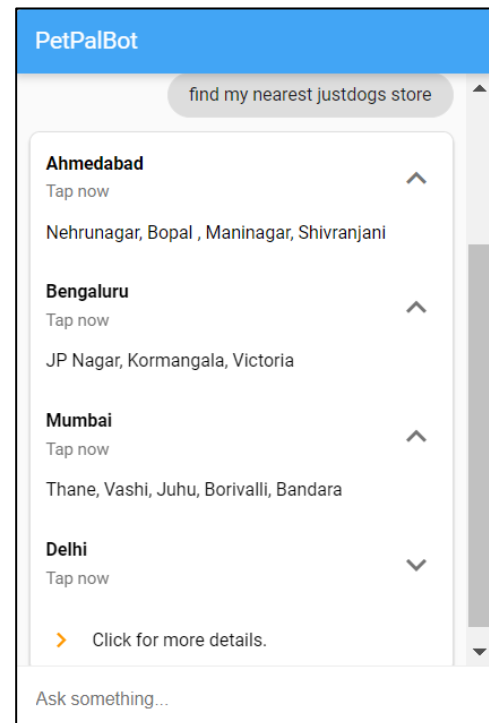 PetPalBot
find my nearest justdogs store
Ahmedabad
Tap now
Nehrunagar, Bopal , Maninagar, Shivranjani
Bengaluru
Tap now
JP Nagar, Kormangala, Victoria
Mumbai
Tap now
Thane, Vashi, Juhu, Borivalli, Bandara
Delhi
Tap now
Click for more details.
Ask something...